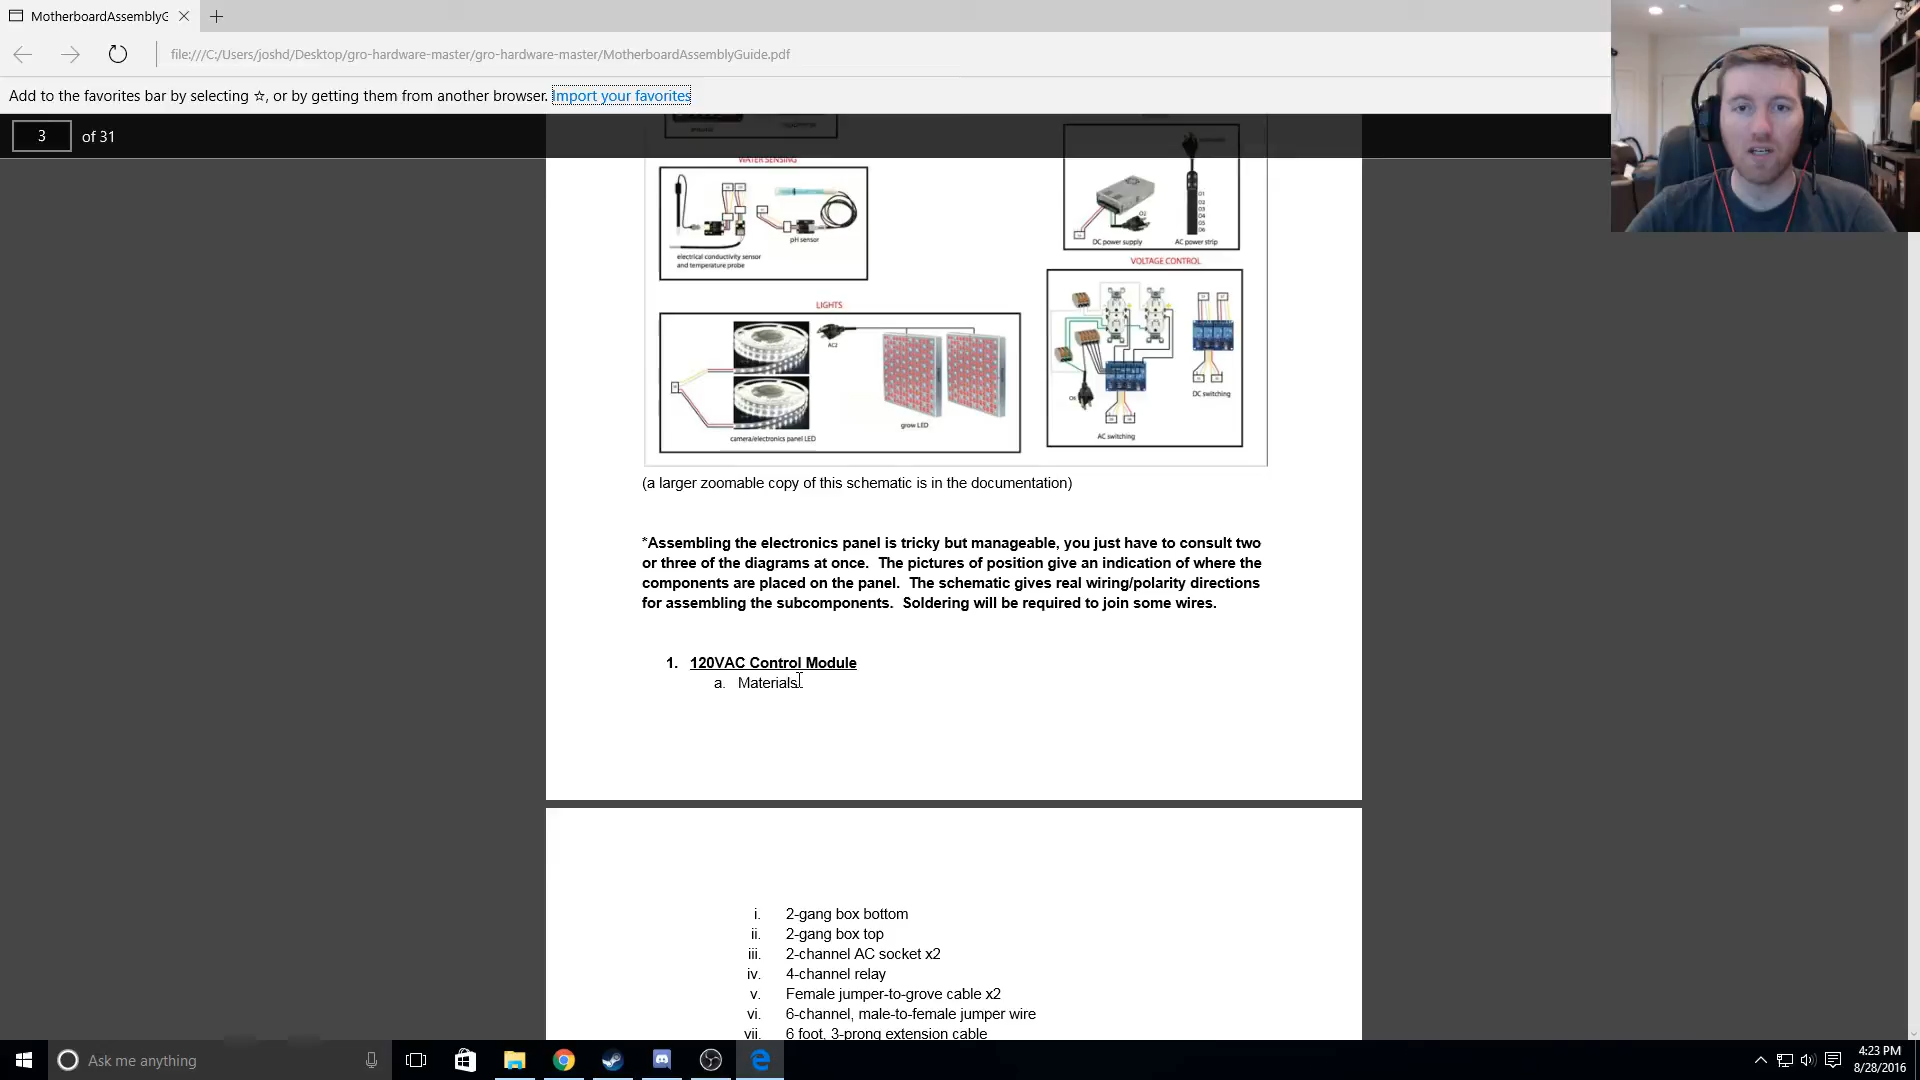 MotherboardAssemblyG
file:///C:/Users/joshd/Desktop/gro-hardware-master/gro-hardware-master/MotherboardAssemblyGuide.pdf
Add to the favorites bar by selecting ☆, or by getting them from another browser. Import your favorites
3 of 31
WATER SENSING
pH sensor
electrical conductivity sensor
and temperature probe
O1
O2
O3
O4
O5
O6
O2
DC power supply
AC power strip
VOLTAGE CONTROL
LIGHTS
AC2
camera/electronics panel LED
grow LED
O6
DC switching
AC switching
(a larger zoomable copy of this schematic is in the documentation)
*Assembling the electronics panel is tricky but manageable, you just have to consult two
or three of the diagrams at once. The pictures of position give an indication of where the
components are placed on the panel. The schematic gives real wiring/polarity directions
for assembling the subcomponents. Soldering will be required to join some wires.
1. 120VAC Control Module
a. Materials
i. 2-gang box bottom
ii. 2-gang box top
iii. 2-channel AC socket x2
iv. 4-channel relay
v. Female jumper-to-grove cable x2
vi. 6-channel, male-to-female jumper wire
vii. 6 foot, 3-prong extension cable
Ask me anything
4:23 PM
8/28/2016